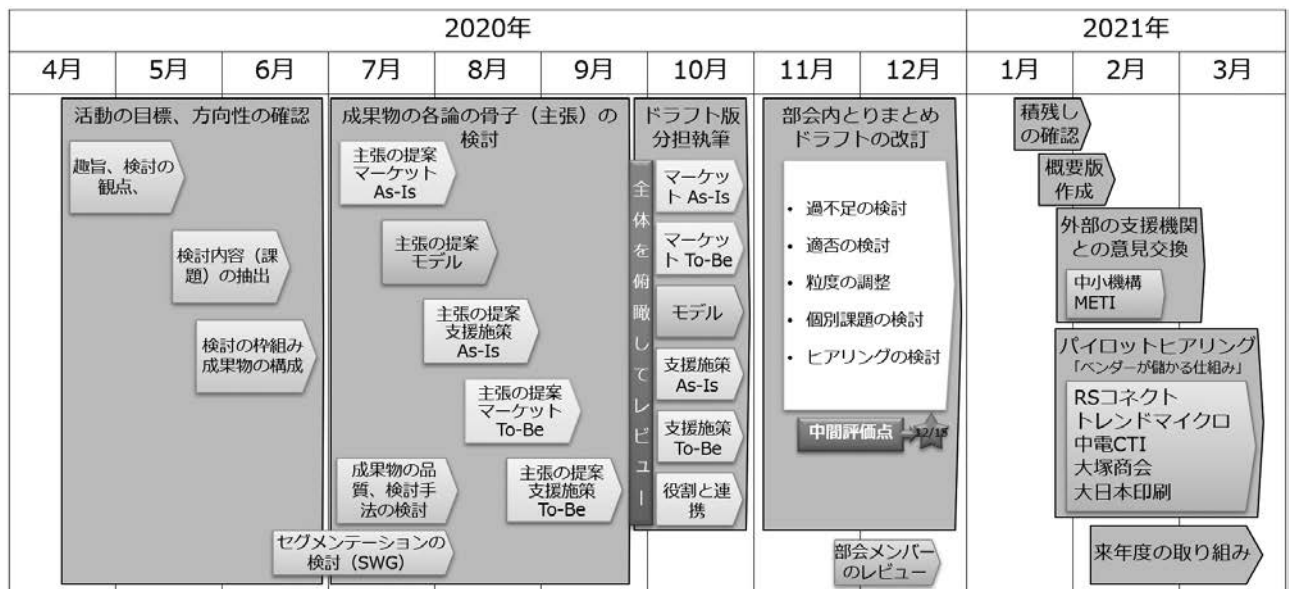 2020年
2021年
4月
5月
6月
7月
8月
9月
10月
11月
12月
1月
2月
3月
活動の目標、方向性の確認
趣旨、検討の
観点、
検討内容（課
題）の抽出
検討の枠組み
成果物の構成
成果物の各論の骨子（主張）の
検討
主張の提案
マーケット
As-Is
主張の提案
モデル
主張の提案
支援施策
As-Is
主張の提案
マーケット
To-Be
成果物の品
質、検討手
法の検討
主張の提案
支援施策
To-Be
セグメンテーションの
検討（SWG）
全体を俯瞰してレビュー
ドラフト版
分担執筆
マーケッ
ト As-Is
マーケッ
ト To-Be
モデル
支援施策
As-Is
支援施策
To-Be
役割と連
携
部会内とりまとめ
ドラフトの改訂
• 過不足の検討
• 適否の検討
• 粒度の調整
• 個別課題の検討
• ヒアリングの検討
中間評価点
12/18
部会メンバー
のレビュー
積残し
の確認
概要版
作成
外部の支援機関
との意見交換
中小機構
METI
パイロットヒアリング
「ベンダーが儲かる仕組み」
RSコネクト
トレンドマイクロ
中電CTI
大塚商会
大日本印刷
来年度の取り組み